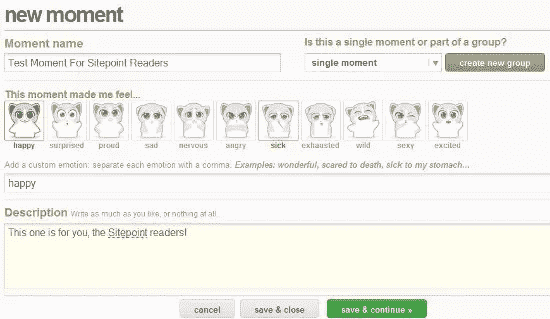 new moment
Moment name
Is this a single moment or part of a group?
Test Moment For Sitepoint Readers
single moment
create new group
This moment made me feel...
happy surprised proud sad nervous angry sick exhausted wild sexy excited
Add a custom emotion: separate each emotion with a comma. Examples: wonderful, scared to death, sick to my stomach...
happy
Description Write as much as you like, or nothing at all.
This one is for you, the Sitepoint readers!
cancel save & close save & continue »